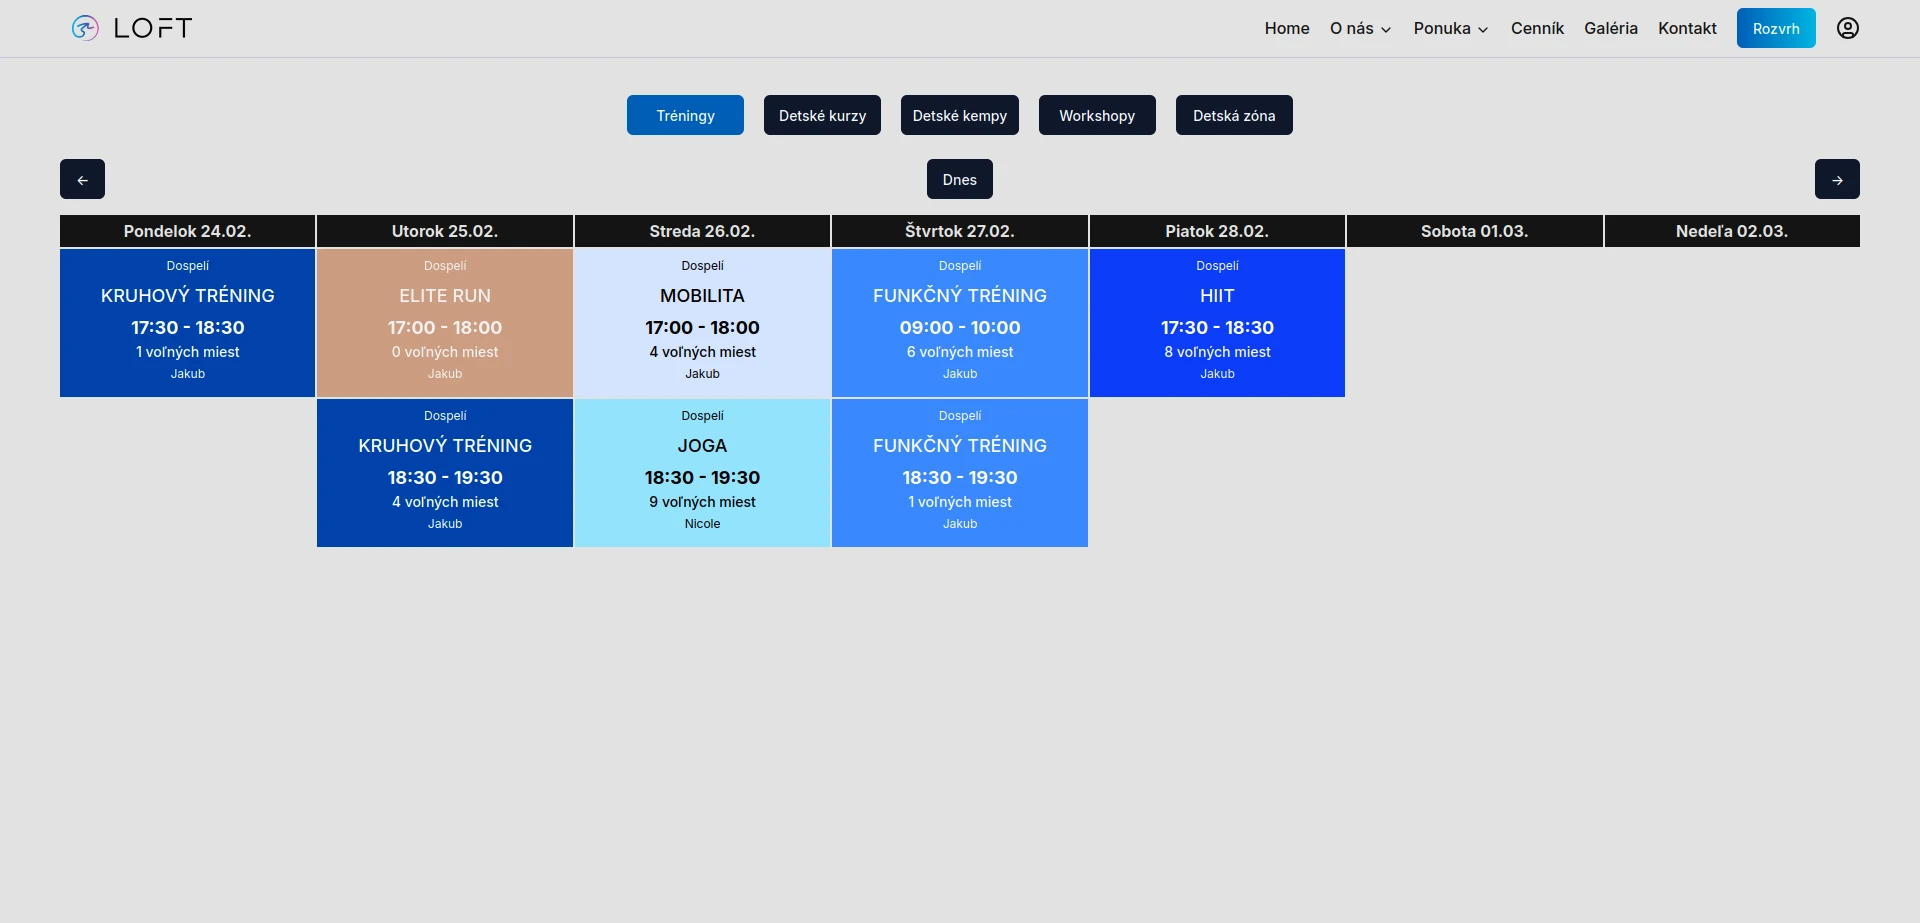 LOFT
Home O nás Ponuka Cenník Galéria Kontakt Rozvrh
Tréningy Detské kurzy Detské kempy Workshopy Detská zóna
← Dnes →
Pondelok 24.02. Utorok 25.02. Streda 26.02. Štvrtok 27.02. Piatok 28.02. Sobota 01.03. Nedeľa 02.03.
Dospelí
KRUHOVÝ TRÉNING
17:30 - 18:30
1 voľných miest
Jakub
Dospelí
ELITE RUN
17:00 - 18:00
0 voľných miest
Jakub
Dospelí
KRUHOVÝ TRÉNING
18:30 - 19:30
4 voľných miest
Jakub
Dospelí
MOBILITA
17:00 - 18:00
4 voľných miest
Jakub
Dospelí
JOGA
18:30 - 19:30
9 voľných miest
Nicole
Dospelí
FUNKČNÝ TRÉNING
09:00 - 10:00
6 voľných miest
Jakub
Dospelí
FUNKČNÝ TRÉNING
18:30 - 19:30
1 voľných miest
Jakub
Dospelí
HIIT
17:30 - 18:30
8 voľných miest
Jakub